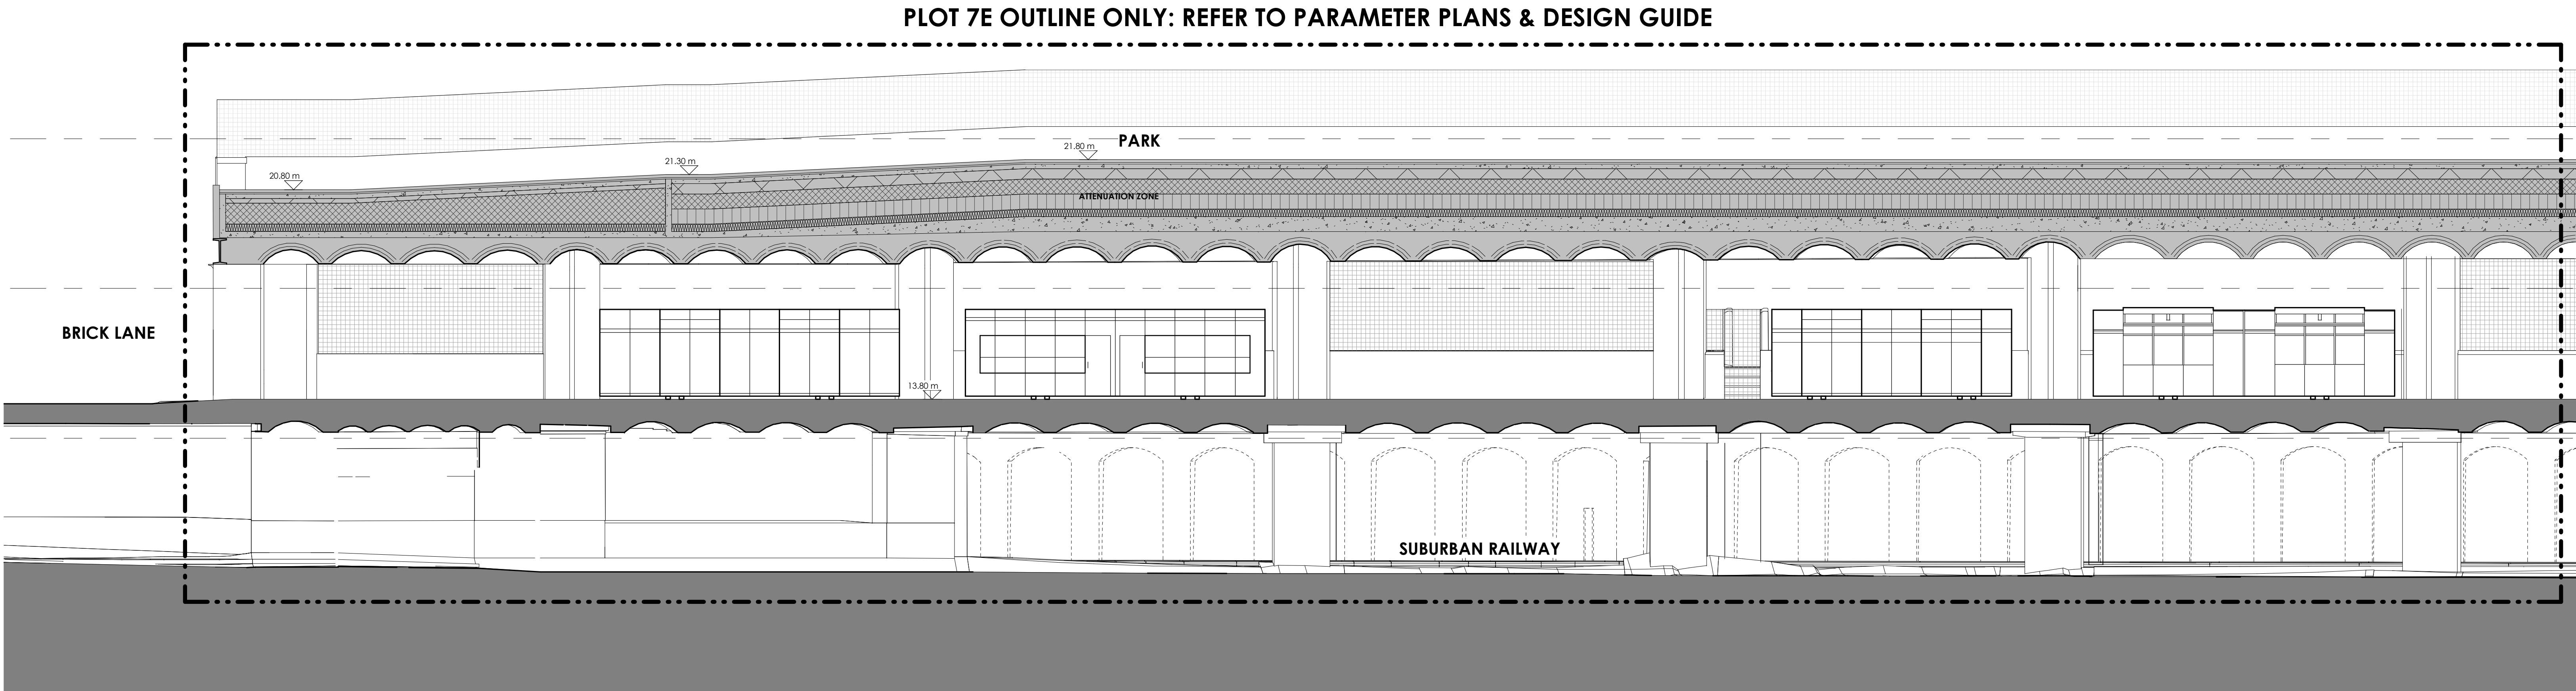 PLOT 7E OUTLINE ONLY: REFER TO PARAMETER PLANS & DESIGN GUIDE
PARK
21.80 m
21.30 m
20.80 m
ATTENUATION ZONE
BRICK LANE
13.80 m
SUBURBAN RAILWAY